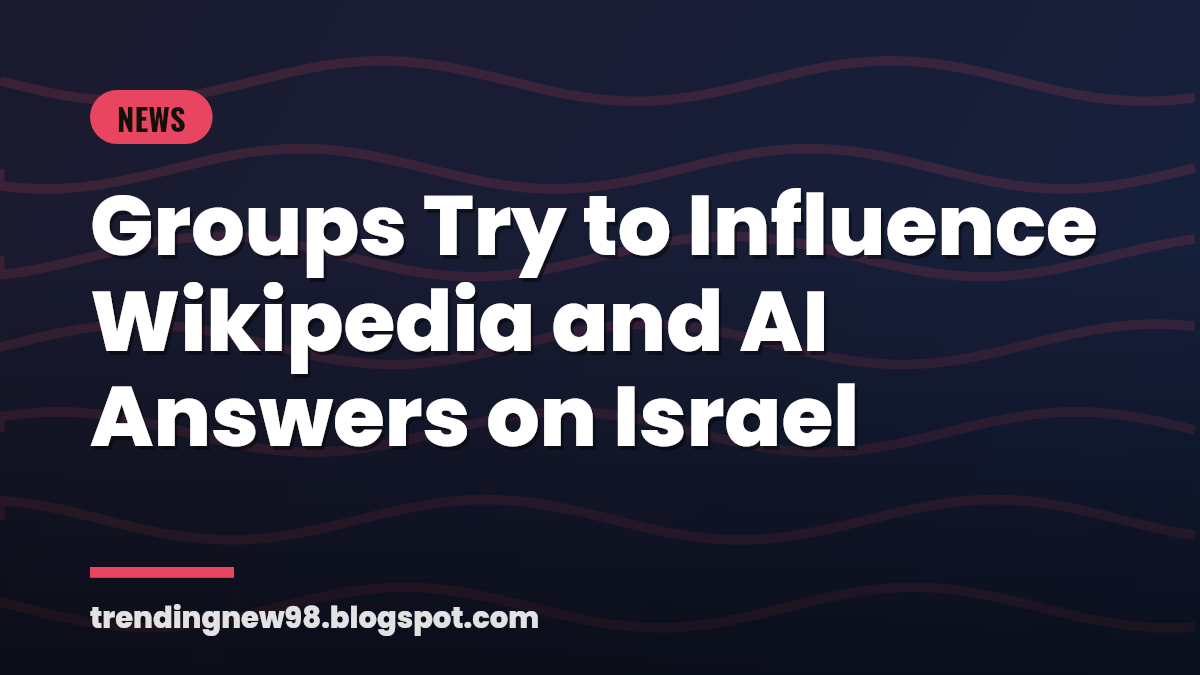 NEWS
Groups Try to Influence
Wikipedia and AI
Answers on Israel
trendingnew98.blogspot.com